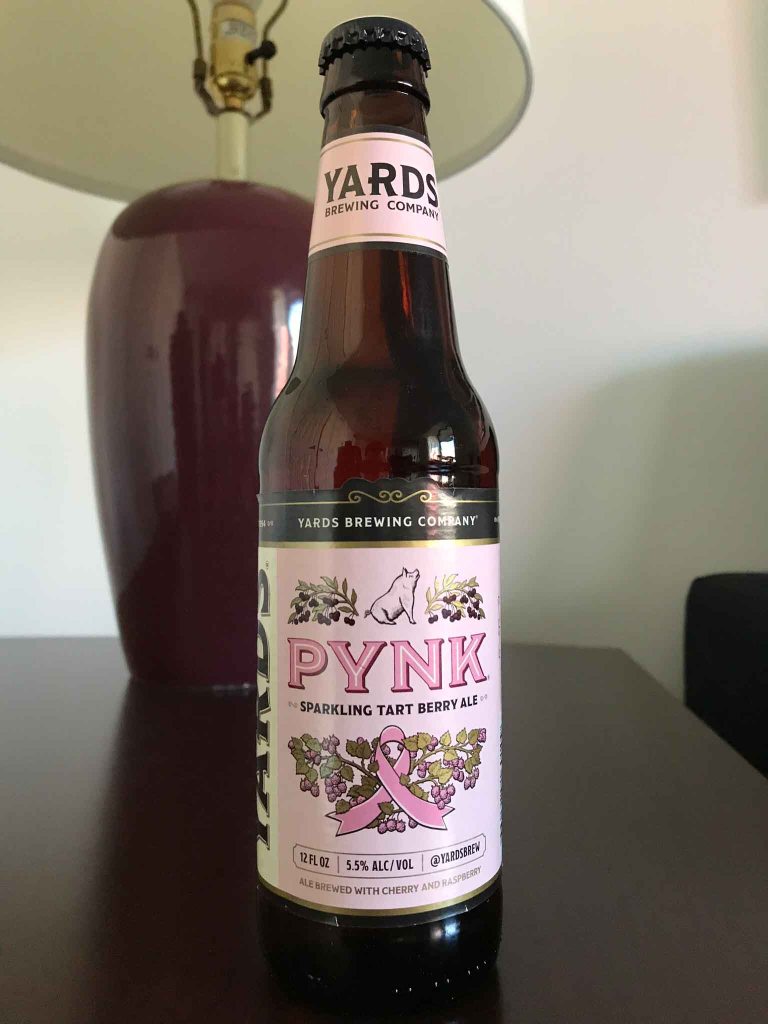 YARDS
BREWING COMPANY
YARDS BREWING COMPANY
YARDS
PYNK
SPARKLING TART BERRY ALE
12 FL OZ | 5.5% ALC/VOL | @YARDSBREW
ALE BREWED WITH CHERRY AND RASPBERRY